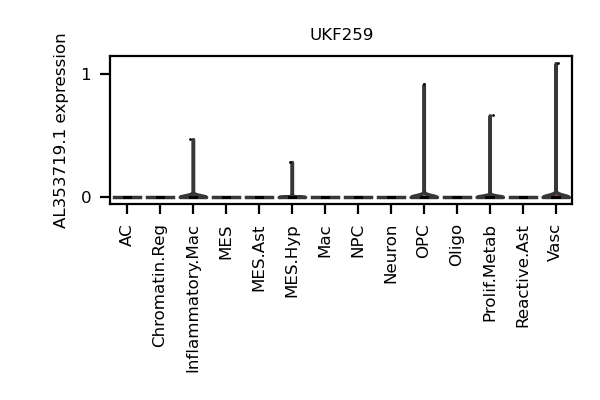 UKF259
AL353719.1 expression
1
0
AC
Chromatin.Reg
Inflammatory.Mac
MES
MES.Ast
MES.Hyp
Mac
NPC
Neuron
OPC
Oligo
Prolif.Metab
Reactive.Ast
Vasc